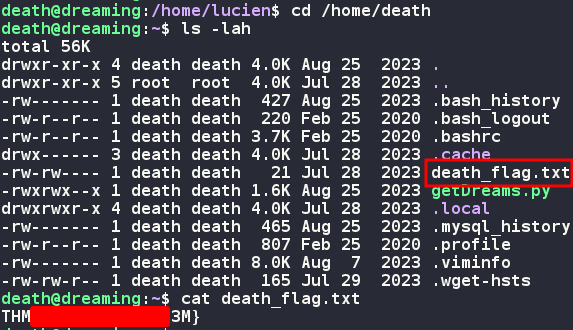 death@dreaming:/home/lucien$ cd /home/death
death@dreaming:~$ ls -lah
total 56K
drwxr-xr-x 4 death death 4.0K Aug 25  2023 .
drwxr-xr-x 5 root  root  4.0K Jul 28  2023 ..
-rw------- 1 death death  427 Aug 25  2023 .bash_history
-rw-r--r-- 1 death death  220 Feb 25  2020 .bash_logout
-rw-r--r-- 1 death death 3.7K Feb 25  2020 .bashrc
drwx------ 3 death death 4.0K Jul 28  2023 .cache
-rw-rw---- 1 death death   21 Jul 28  2023 death_flag.txt
-rwxrwx--x 1 death death 1.6K Aug 25  2023 getDreams.py
drwxrwxr-x 4 death death 4.0K Jul 28  2023 .local
-rw------- 1 death death  465 Aug 25  2023 .mysql_history
-rw-r--r-- 1 death death  807 Feb 25  2020 .profile
-rw------- 1 death death 8.0K Aug  7  2023 .viminfo
-rw-rw-r-- 1 death death  165 Jul 29  2023 .wget-hsts
death@dreaming:~$ cat death_flag.txt
THM 3M}